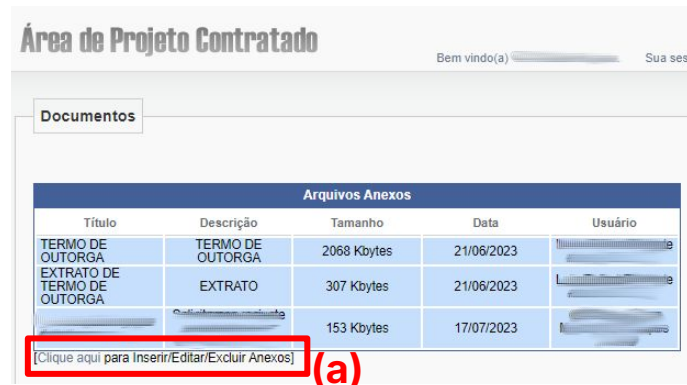 Área de Projeto Contratado
Bem vindo(a) Sua ses
Documentos
Arquivos Anexos
Título Descrição Tamanho Data Usuário
TERMO DE OUTORGA TERMO DE OUTORGA 2068 Kbytes 21/06/2023
EXTRATO DE TERMO DE OUTORGA EXTRATO 307 Kbytes 21/06/2023
153 Kbytes 17/07/2023
[Clique aqui para Inserir/Editar/Excluir Anexos]
(a)